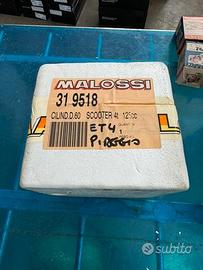 MALOSSI
31 9518
CILIND.D.60 SCOOTER 4t 125cc
ET4
PIAGGIO
subito